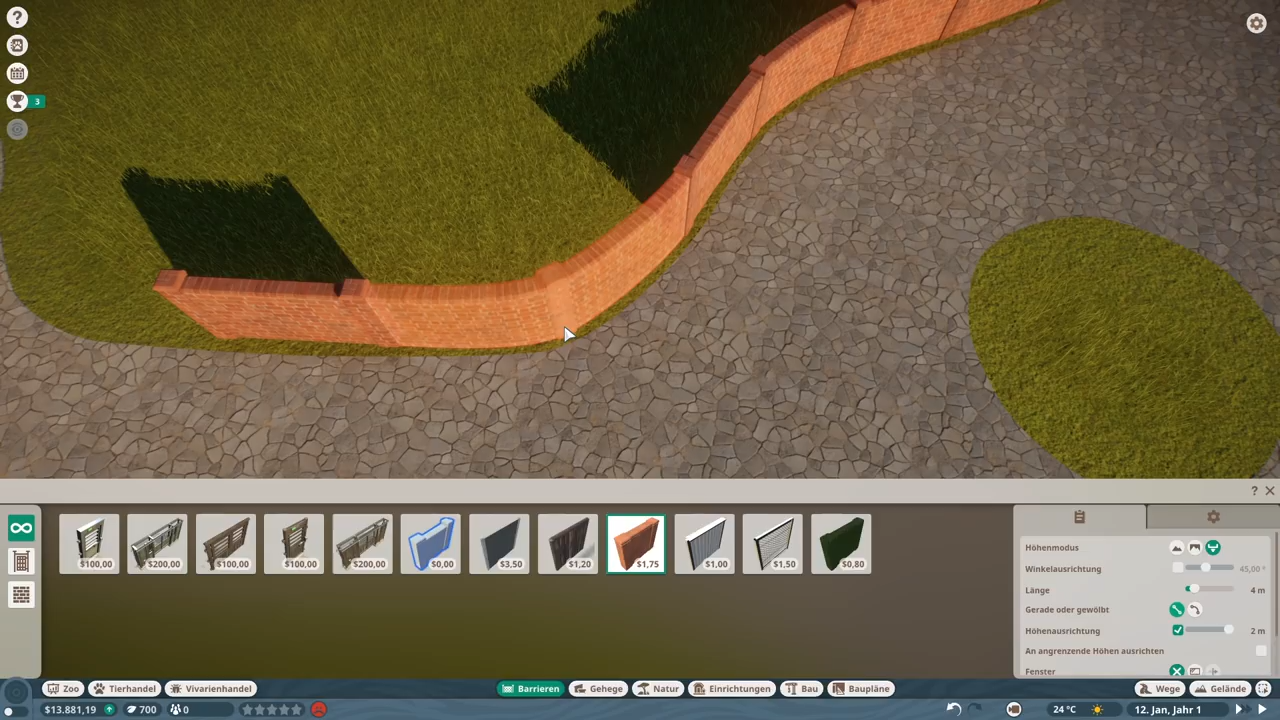 ?
3
?
$100,00 $200,00 $100,00 $100,00 $200,00 $0,00 $3,50 $1,20 $1,75 $1,00 $1,50 $0,80
Höhenmodus
Winkelausrichtung 45,00 °
Länge 4 m
Gerade oder gewölbt
Höhenausrichtung 2 m
An angrenzende Höhen ausrichten
Fenster
Zoo Tierhandel Vivarienhandel Barrieren Gehege Natur Einrichtungen Bau Baupläne Wege Gelände
$13.881,19 700 0 24 °C 12. Jan, Jahr 1